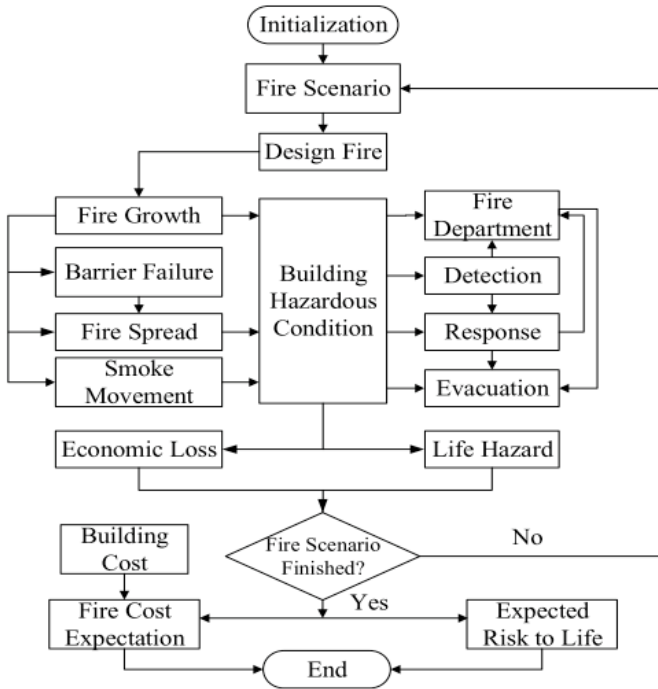 Initialization
Fire Scenario
Design Fire
Fire Growth
Fire
Department
Barrier Failure
Building
Hazardous
Condition
Detection
Fire Spread
Response
Smoke
Movement
Evacuation
Economic Loss
Life Hazard
Building
Cost
Fire Scenario
Finished?
No
Yes
Fire Cost
Expectation
Expected
Risk to Life
End